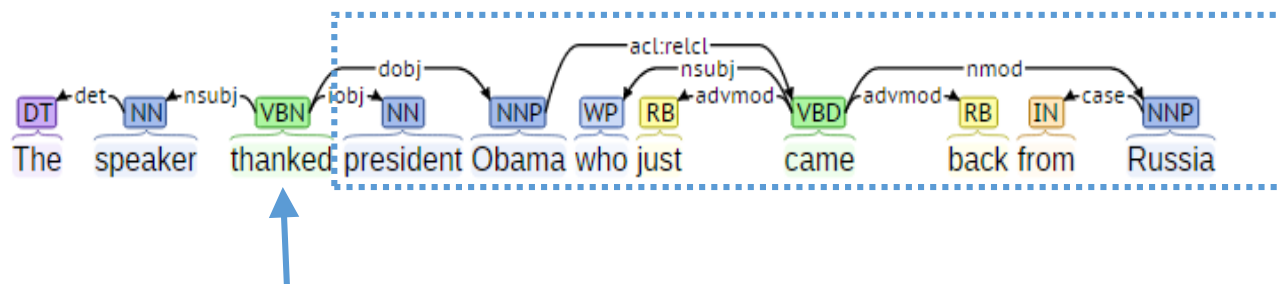 acl:relcl
dobj nsubj nmod
det nsubj iobj advmod advmod case
DT NN VBN NN NNP WP RB VBD RB IN NNP
The speaker thanked president Obama who just came back from Russia